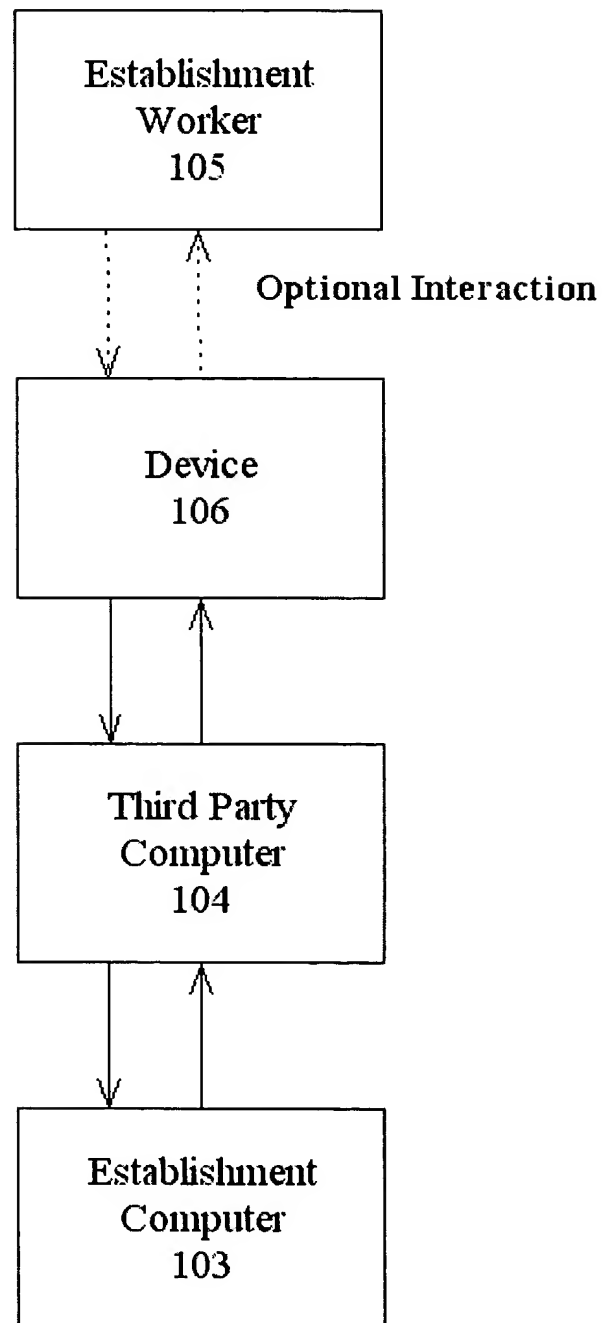 Establishment
Worker
105
Optional Interaction
Device
106
Third Party
Computer
104
Establishment
Computer
103